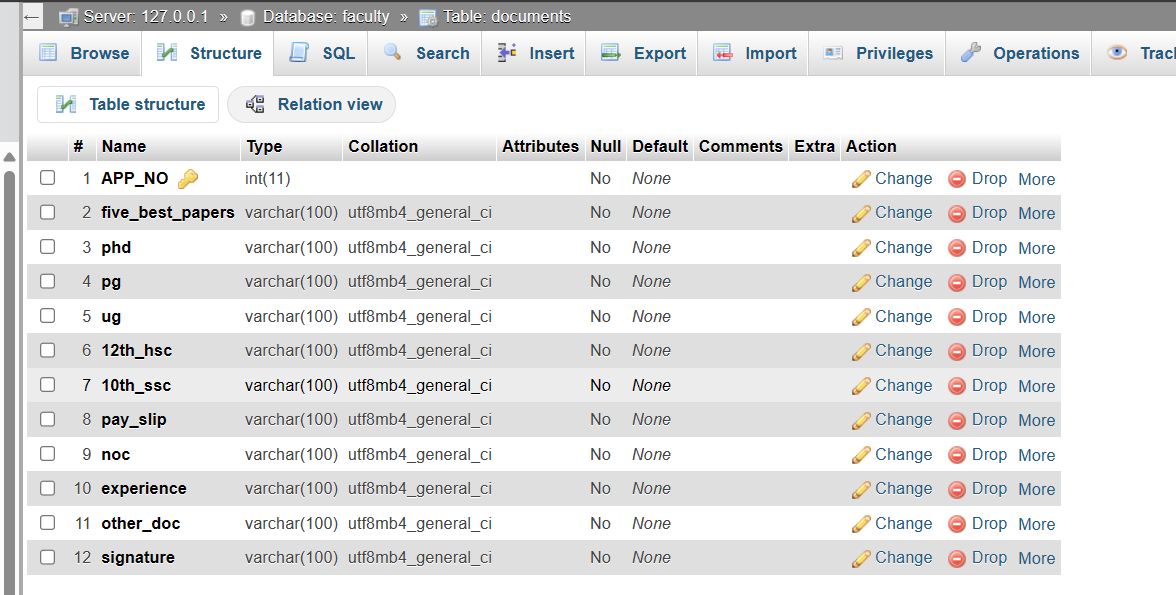 Server: 127.0.0.1 » Database: faculty » Table: documents
Browse Structure SQL Search Insert Export Import Privileges Operations Trac
Table structure Relation view
# Name Type Collation Attributes Null Default Comments Extra Action
1 APP_NO int(11) No None Change Drop More
2 five_best_papers varchar(100) utf8mb4_general_ci No None Change Drop More
3 phd varchar(100) utf8mb4_general_ci No None Change Drop More
4 pg varchar(100) utf8mb4_general_ci No None Change Drop More
5 ug varchar(100) utf8mb4_general_ci No None Change Drop More
6 12th_hsc varchar(100) utf8mb4_general_ci No None Change Drop More
7 10th_ssc varchar(100) utf8mb4_general_ci No None Change Drop More
8 pay_slip varchar(100) utf8mb4_general_ci No None Change Drop More
9 noc varchar(100) utf8mb4_general_ci No None Change Drop More
10 experience varchar(100) utf8mb4_general_ci No None Change Drop More
11 other_doc varchar(100) utf8mb4_general_ci No None Change Drop More
12 signature varchar(100) utf8mb4_general_ci No None Change Drop More